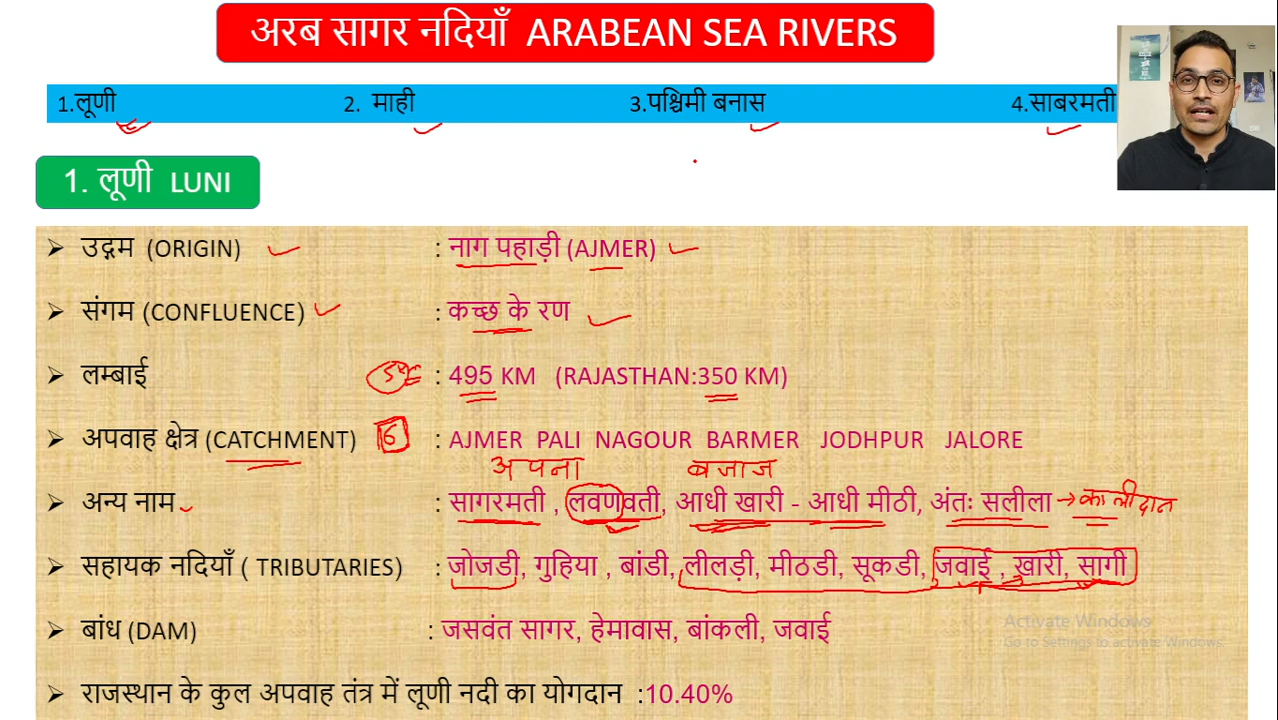 अरब सागर नदियाँ ARABEAN SEA RIVERS
1.लूणी 2. माही 3.पश्चिमी बनास 4.साबरमती
1. लूणी LUNI
उद्गम (ORIGIN) : नाग पहाड़ी (AJMER)
संगम (CONFLUENCE) : कच्छ के रण
लम्बाई : 495 KM (RAJASTHAN:350 KM)
अपवाह क्षेत्र (CATCHMENT) 6 : AJMER PALI NAGOUR BARMER JODHPUR JALORE
अपना बजाज
अन्य नाम : सागरमती , लवणवती, आधी खारी - आधी मीठी, अंतः सलीला → कालीदास
सहायक नदियाँ ( TRIBUTARIES) : जोजडी, गुहिया , बांडी, लीलड़ी, मीठडी, सूकडी, जंवाई , खारी, सागी
बांध (DAM) : जसवंत सागर, हेमावास, बांकली, जवाई
Activate Windows
Go to Settings to activate Windows.
राजस्थान के कुल अपवाह तंत्र में लूणी नदी का योगदान :10.40%